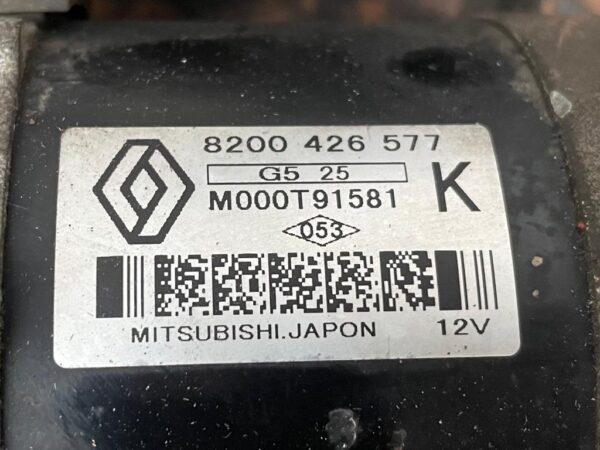 8200 426 577
G5 25
M000T91581 K
053
MITSUBISHI.JAPON 12V